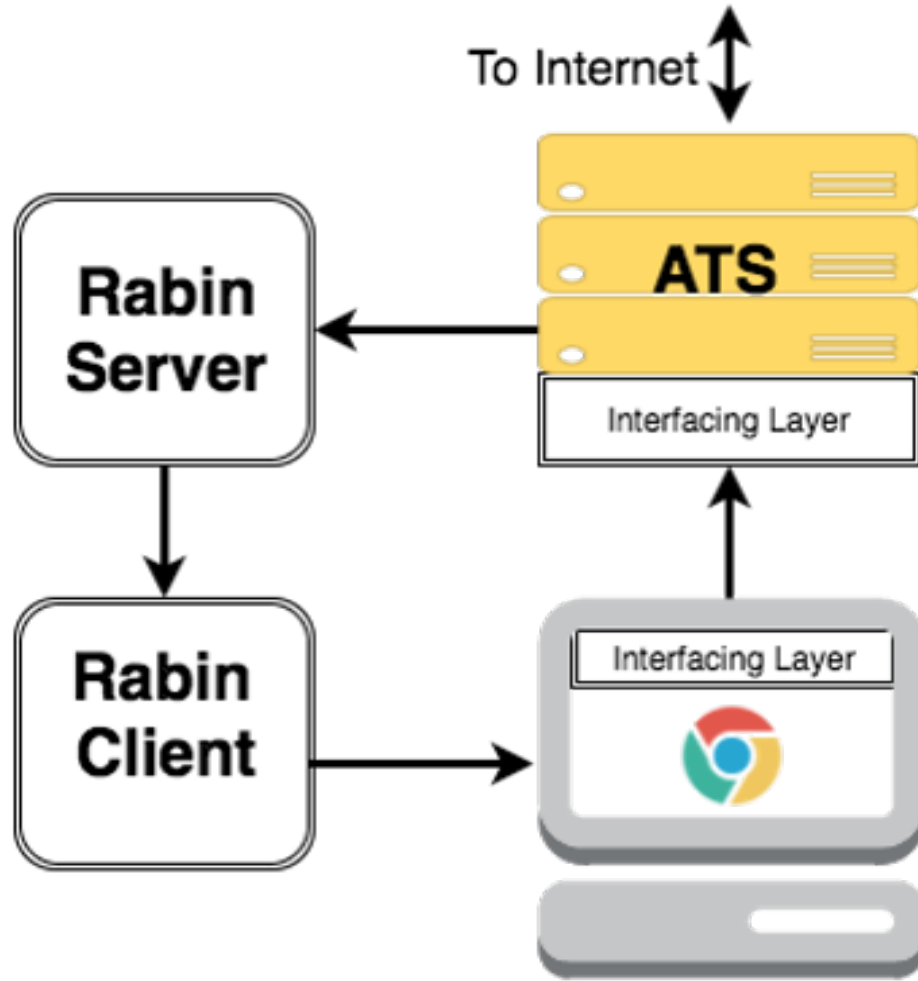 To Internet
ATS
Interfacing Layer
Rabin
Server
Rabin
Client
Interfacing Layer